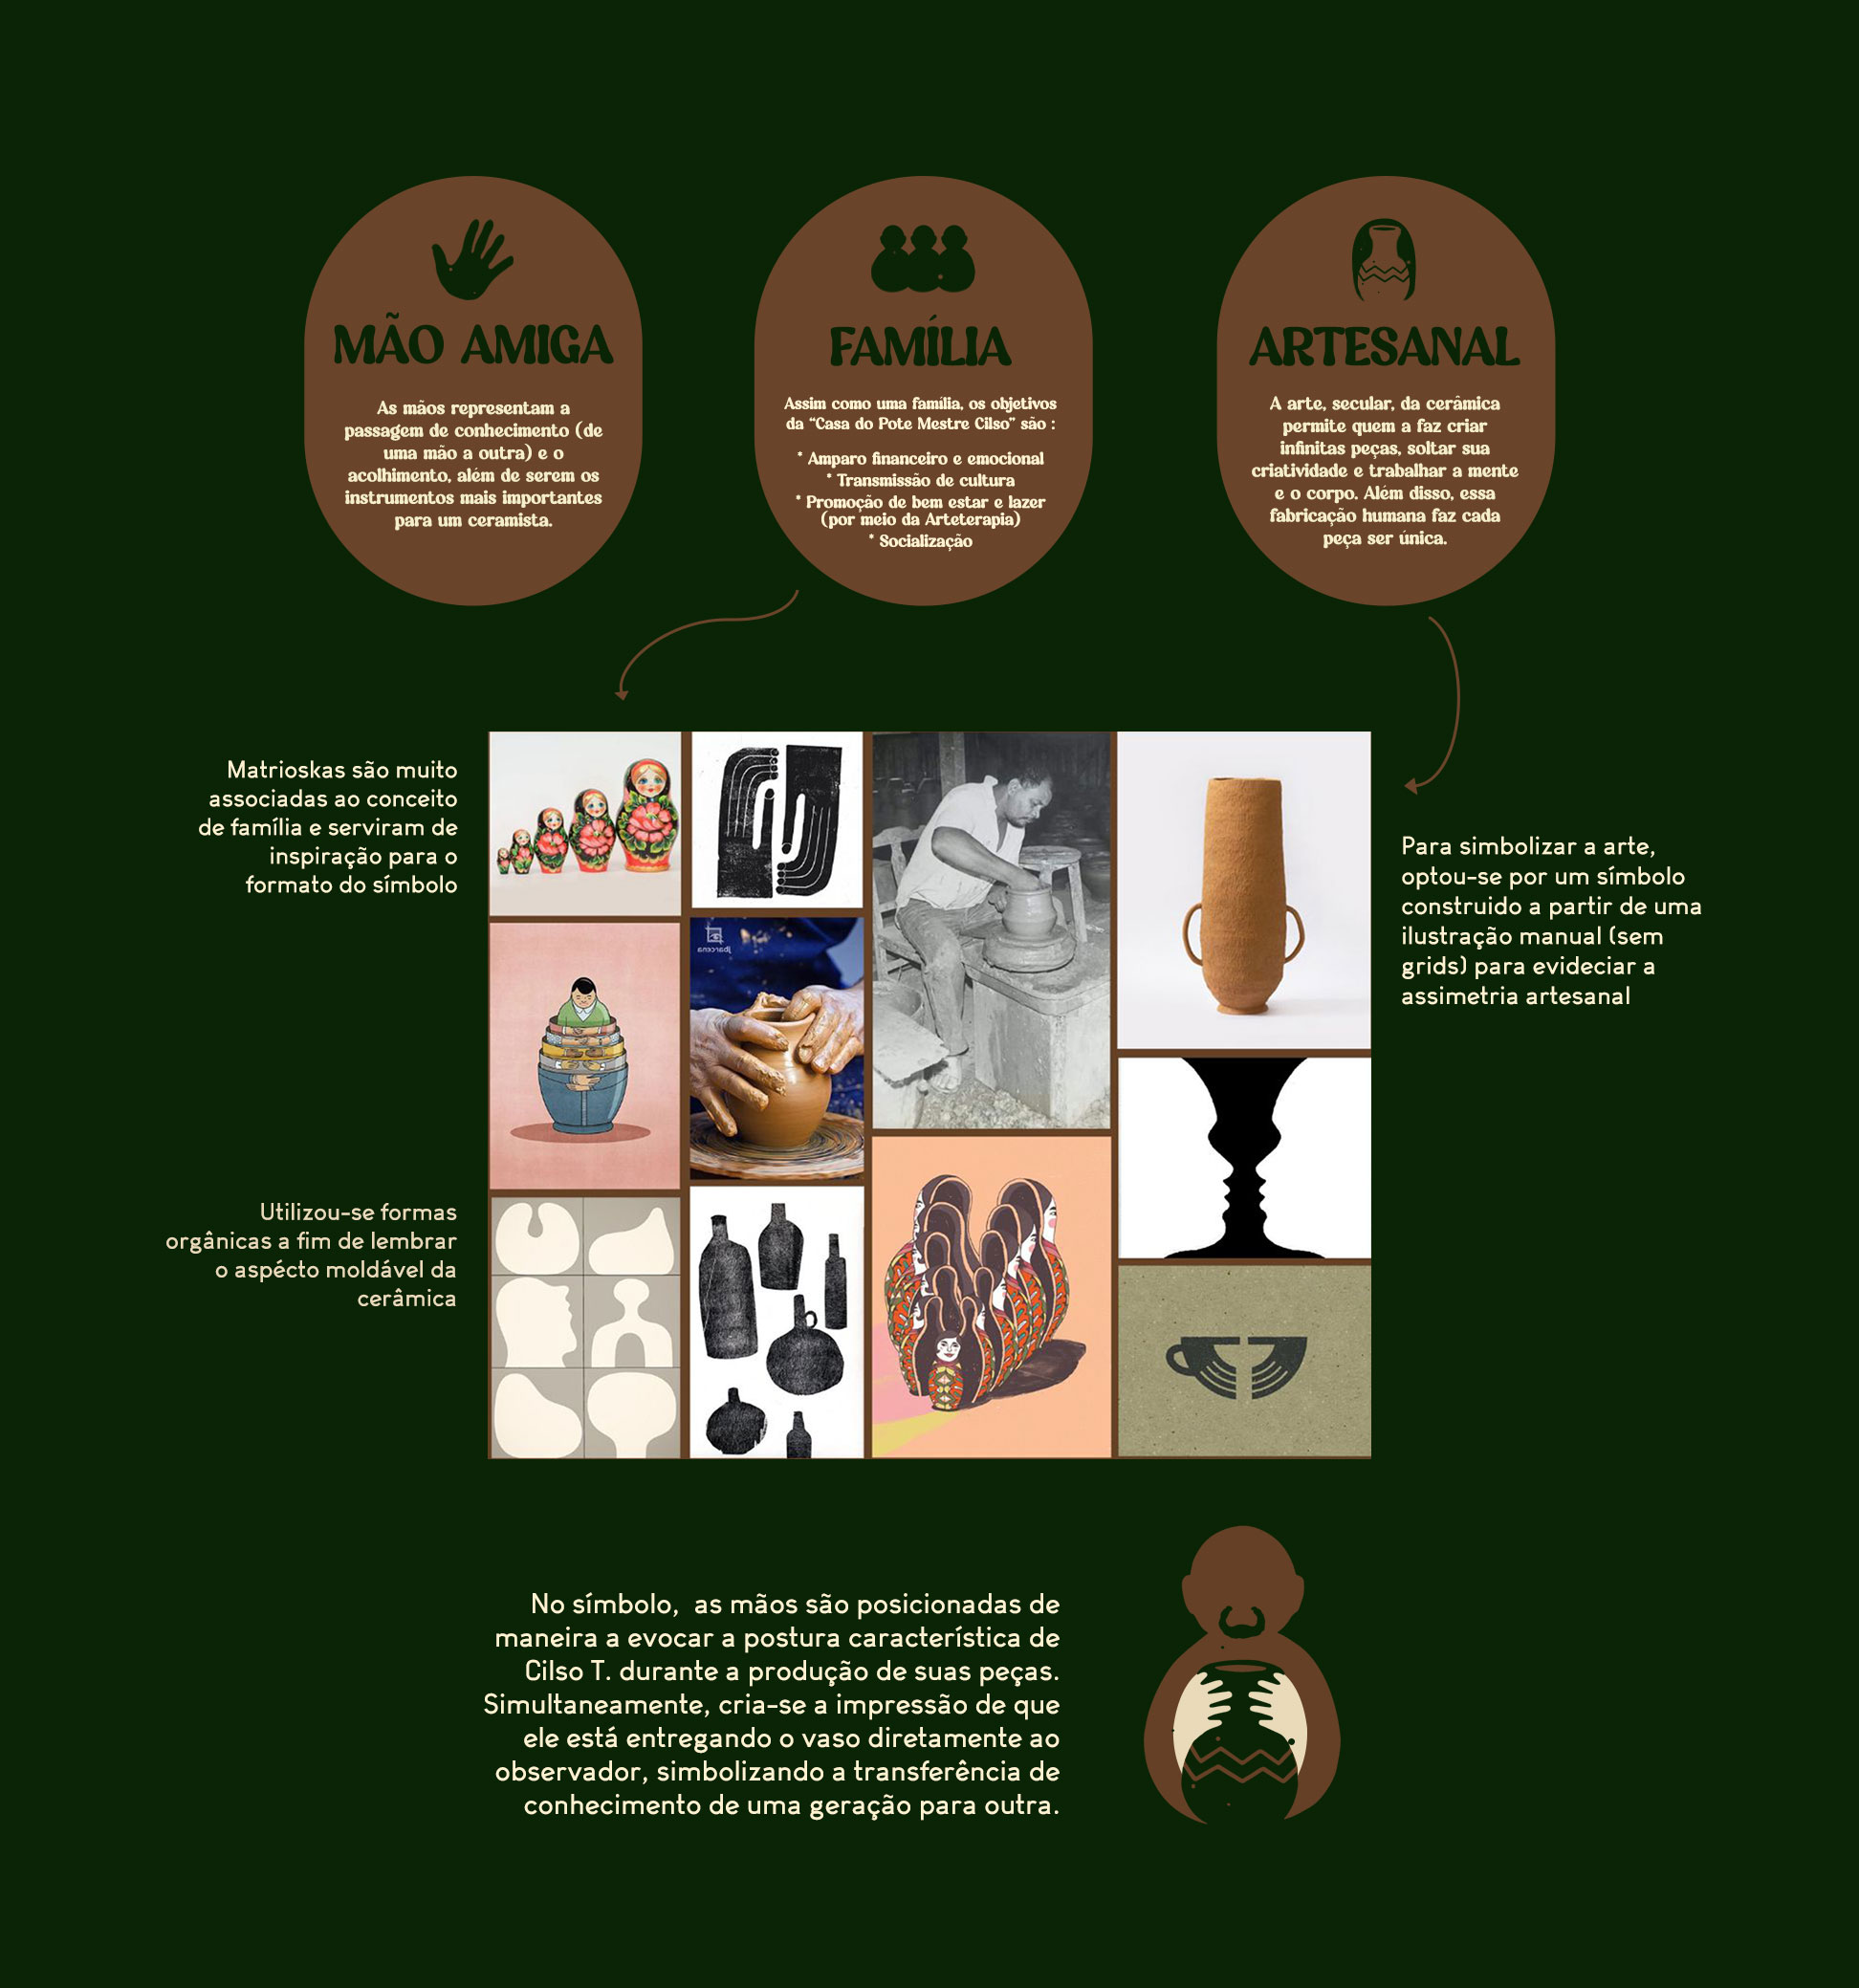 MÃO AMIGA
As mãos representam a
passagem de conhecimento (de
uma mão a outra) e o
acolhimento, além de serem os
instrumentos mais importantes
para um ceramista.
FAMÍLIA
Assim como uma família, os objetivos
da “Casa do Pote Mestre Cilso” são :
* Amparo financeiro e emocional
* Transmissão de cultura
* Promoção de bem estar e lazer
(por meio da Arteterapia)
* Socialização
ARTESANAL
A arte, secular, da cerâmica
permite quem a faz criar
infinitas peças, soltar sua
criatividade e trabalhar a mente
e o corpo. Além disso, essa
fabricação humana faz cada
peça ser única.
Matrioskas são muito
associadas ao conceito
de família e serviram de
inspiração para o
formato do símbolo
jbarcena
Para simbolizar a arte,
optou-se por um símbolo
construido a partir de uma
ilustração manual (sem
grids) para evideciar a
assimetria artesanal
Utilizou-se formas
orgânicas a fim de lembrar
o aspécto moldável da
cerâmica
No símbolo, as mãos são posicionadas de
maneira a evocar a postura característica de
Cilso T. durante a produção de suas peças.
Simultaneamente, cria-se a impressão de que
ele está entregando o vaso diretamente ao
observador, simbolizando a transferência de
conhecimento de uma geração para outra.